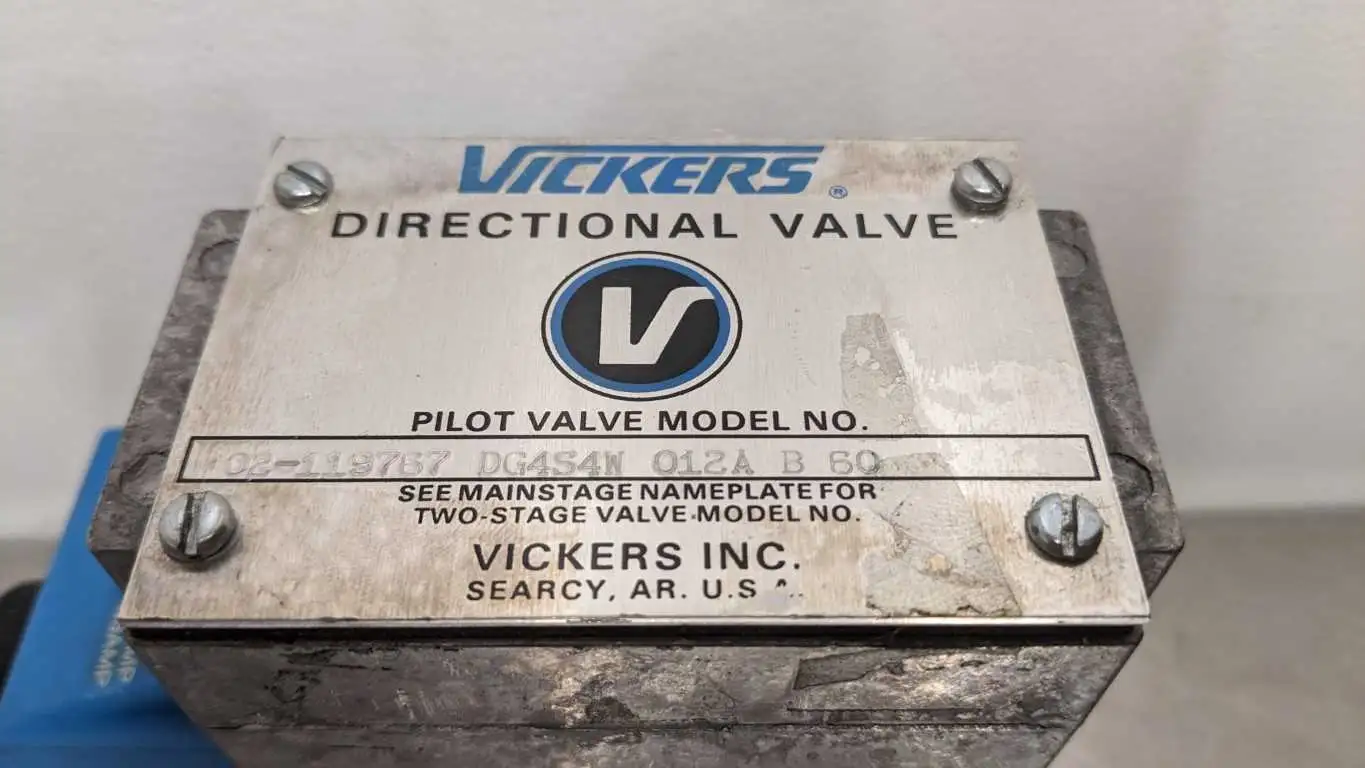 VICKERS®
DIRECTIONAL VALVE
V
PILOT VALVE MODEL NO.
02-119767 DG4S4W 012A B 60
SEE MAINSTAGE NAMEPLATE FOR
TWO-STAGE VALVE MODEL NO.
VICKERS INC.
SEARCY, AR. U.S